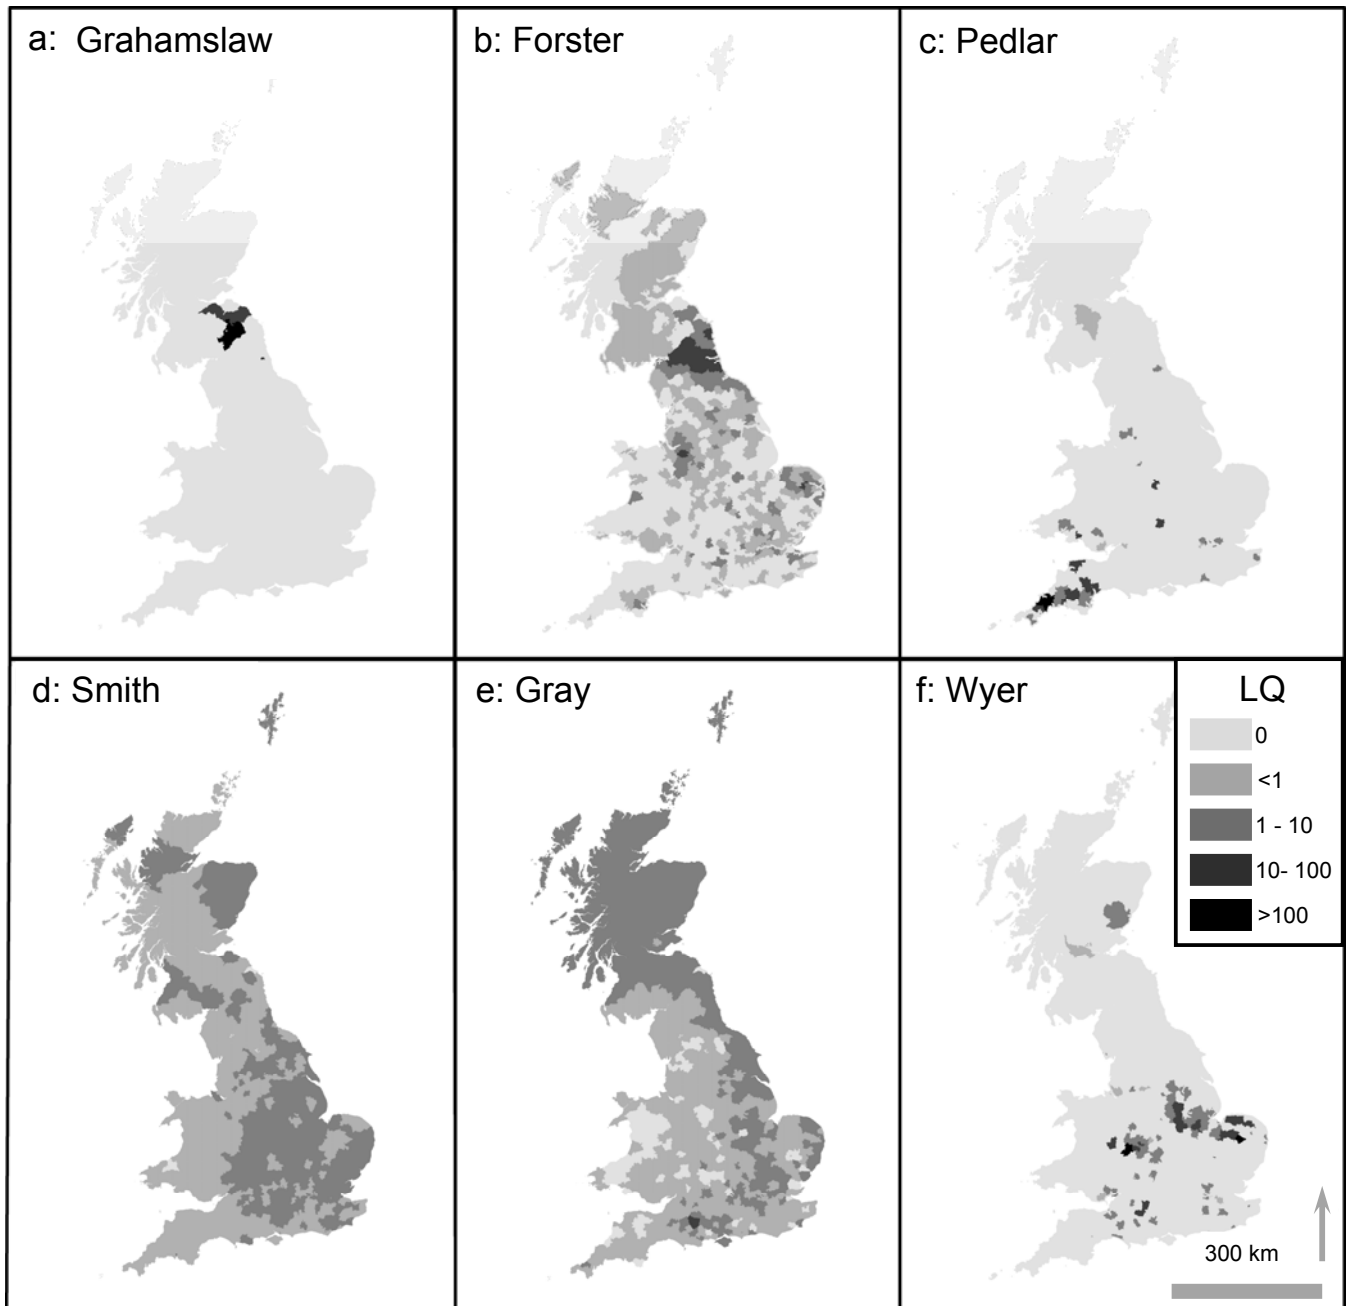 a: Grahamslaw
b: Forster
c: Pedlar
d: Smith
e: Gray
f: Wyer
LQ
0
<1
1 - 10
10- 100
>100
300 km